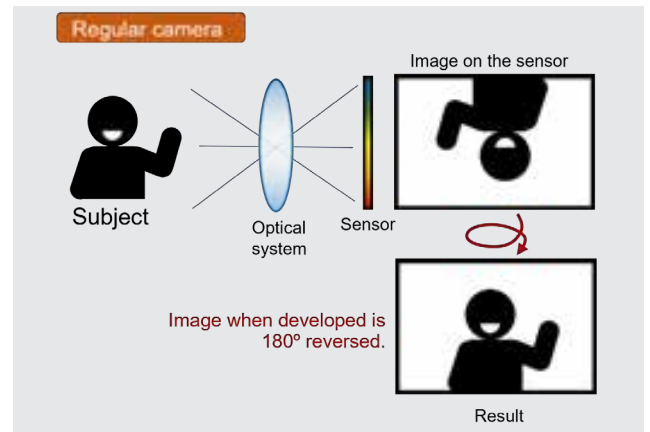 Regular camera
Image on the sensor
Subject
Optical
system
Sensor
Image when developed is
180º reversed.
Result